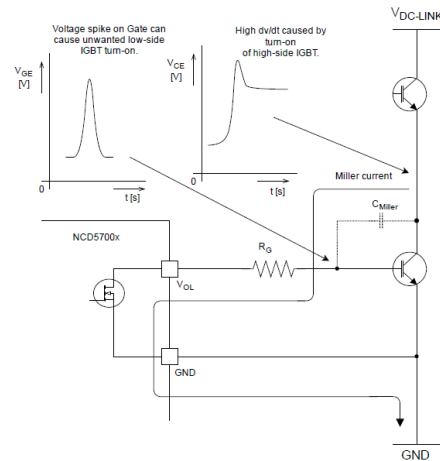 Voltage spike on Gate can
cause unwanted low-side
IGBT turn-on.
High dv/dt caused by
turn-on
of high-side IGBT.
VDC-LINK
VGE
[V]
VCE
[V]
0
t [s]
0
t [s]
Miller current
CMiller
NCD5700x
RG
VOL
GND
GND